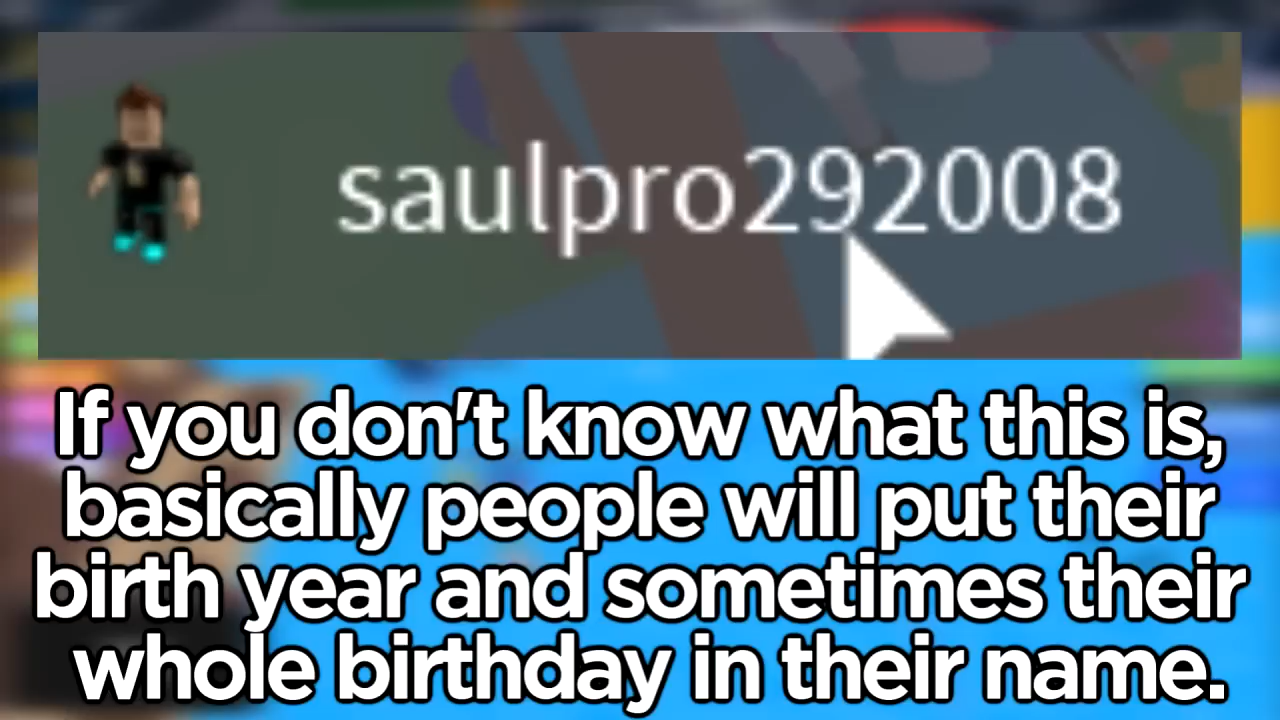 saulpro292008
If you don't know what this is,
basically people will put their
birth year and sometimes their
whole birthday in their name.